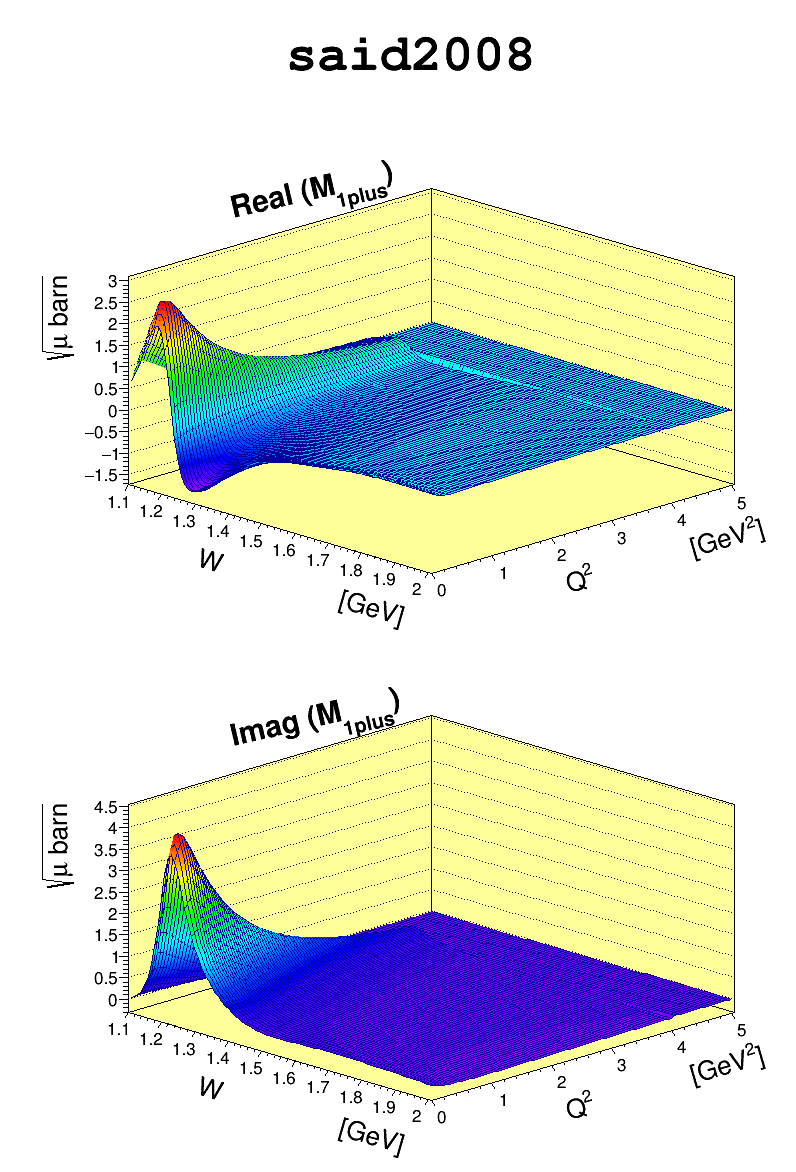 said2008
Real (M1plus)
√μ barn
3
2.5
2
1.5
1
0.5
0
−0.5
−1
−1.5
1.1 1.2 1.3 1.4 1.5 1.6 1.7 1.8 1.9 2
W
[GeV]
0 1 2 3 4 5
Q²
[GeV²]
Imag (M1plus)
√μ barn
4.5
4
3.5
3
2.5
2
1.5
1
0.5
0
1.1 1.2 1.3 1.4 1.5 1.6 1.7 1.8 1.9 2
W
[GeV]
0 1 2 3 4 5
Q²
[GeV²]